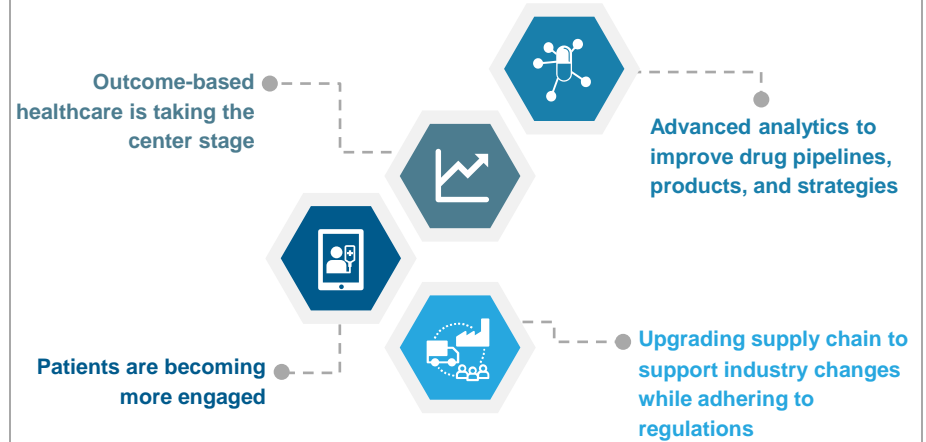 Outcome-based
healthcare is taking the
center stage
Advanced analytics to
improve drug pipelines,
products, and strategies
Patients are becoming
more engaged
Upgrading supply chain to
support industry changes
while adhering to
regulations